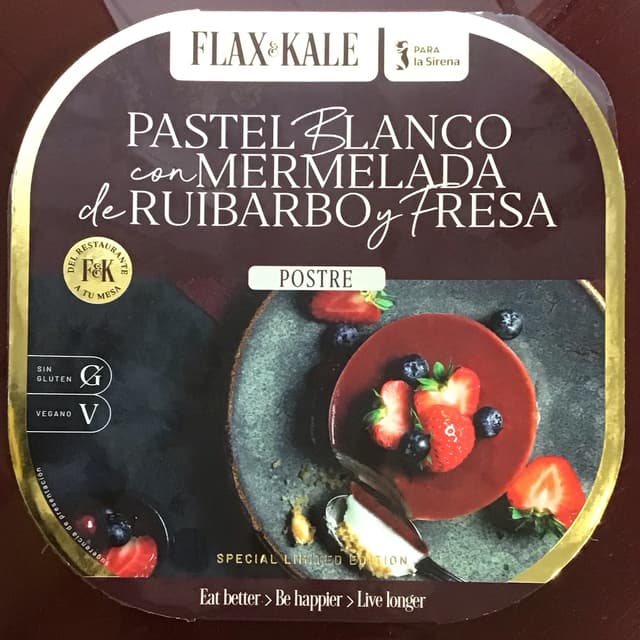 FLAX&KALE
PARA
la Sirena
PASTEL BLANCO
con MERMELADA
de RUIBARBO y FRESA
DEL RESTAURANTE
F&K
A TU MESA
POSTRE
SIN
GLUTEN G
VEGANO V
sugerencia de presentación
SPECIAL LIMITED EDITION
Eat better > Be happier > Live longer